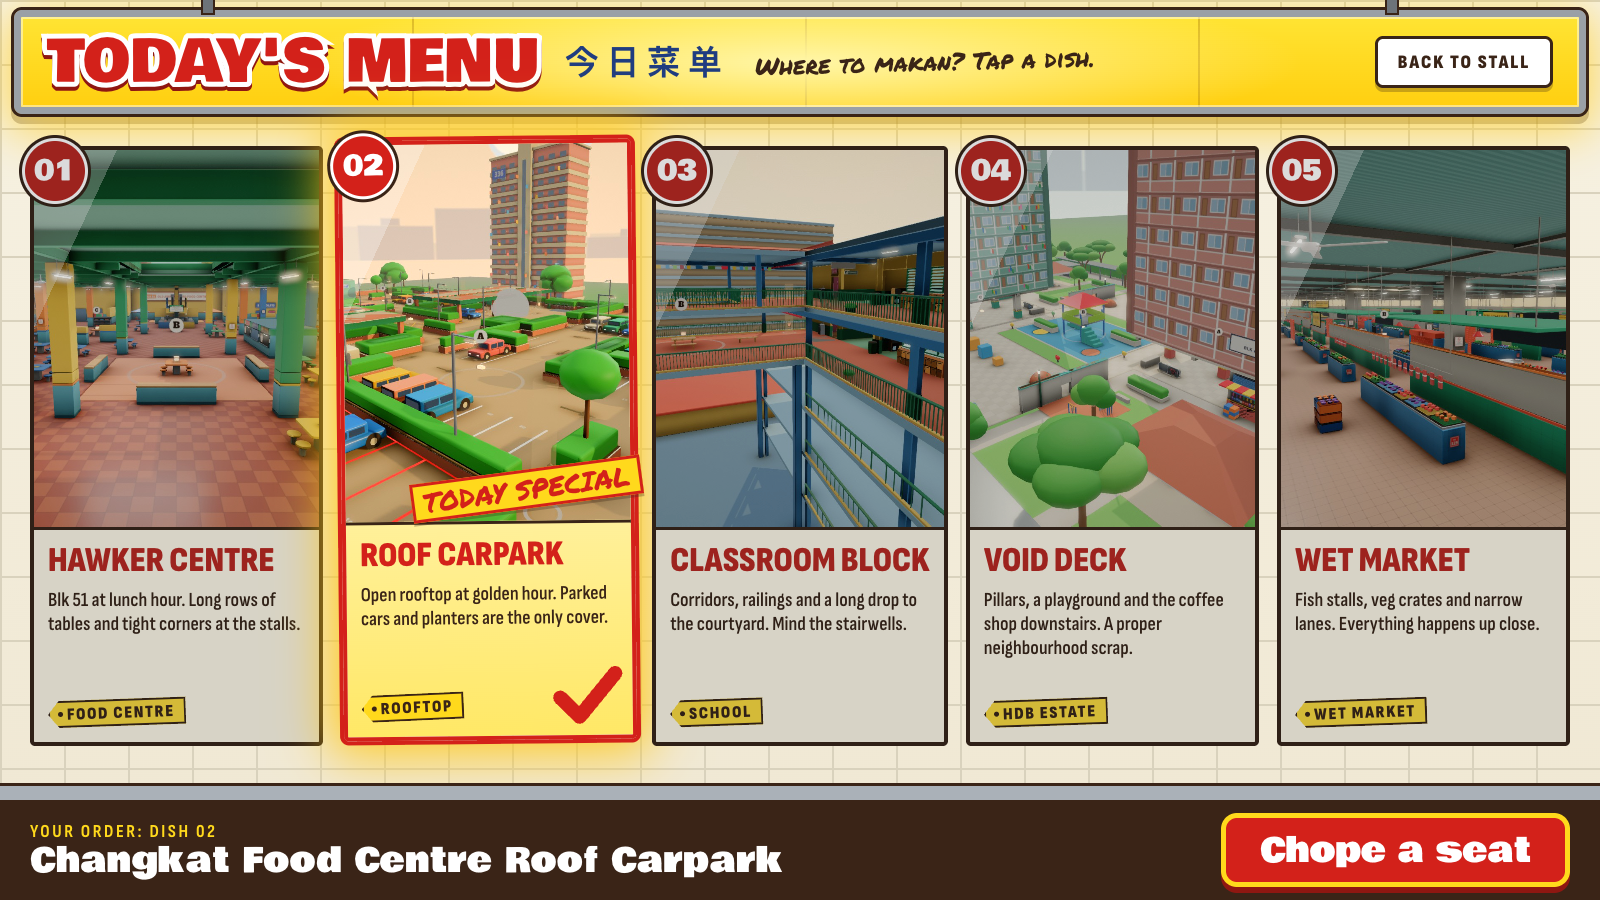 TODAY'S MENU
今日菜单
WHERE TO MAKAN? TAP A DISH.
BACK TO STALL
01
B
HAWKER CENTRE
Blk 51 at lunch hour. Long rows of
tables and tight corners at the stalls.
FOOD CENTRE
02
A
TODAY SPECIAL
ROOF CARPARK
Open rooftop at golden hour. Parked
cars and planters are the only cover.
ROOFTOP
03
B
CLASSROOM BLOCK
Corridors, railings and a long drop to
the courtyard. Mind the stairwells.
SCHOOL
04
A
VOID DECK
Pillars, a playground and the coffee
shop downstairs. A proper
neighbourhood scrap.
HDB ESTATE
05
B
WET MARKET
Fish stalls, veg crates and narrow
lanes. Everything happens up close.
WET MARKET
YOUR ORDER: DISH 02
Changkat Food Centre Roof Carpark
Chope a seat